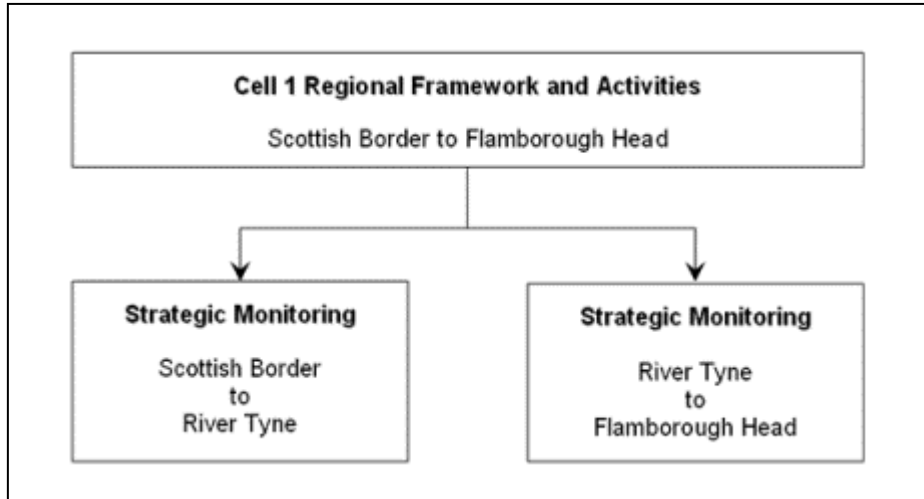 Cell 1 Regional Framework and Activities
Scottish Border to Flamborough Head
Strategic Monitoring
Scottish Border
to
River Tyne
Strategic Monitoring
River Tyne
to
Flamborough Head